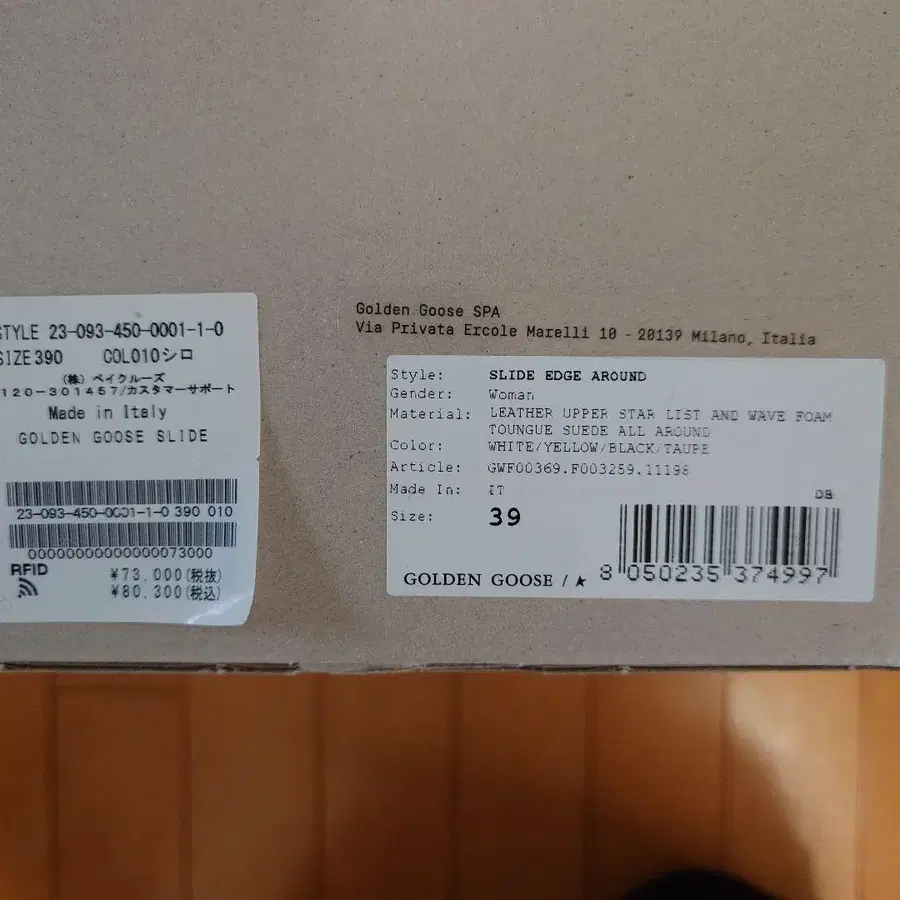 STYLE 23-093-450-0001-1-0
SIZE 390 COL010シロ
(株) ベイクルーズ
120-301457/カスタマーサポート
Made in Italy
GOLDEN GOOSE SLIDE
23-093-450-0001-1-0 390 010
00000000000000073000
RFID
¥73,000(税抜)
¥80,300(税込)
Golden Goose SPA
Via Privata Ercole Marelli 10 - 20139 Milano, Italia
Style: SLIDE EDGE AROUND
Gender: Woman
Material: LEATHER UPPER STAR LIST AND WAVE FOAM
TOUNGUE SUEDE ALL AROUND
Color: WHITE/YELLOW/BLACK/TAUPE
Article: GWF00369.F003259.11198
Made In: IT
DB
Size: 39
GOLDEN GOOSE / ★
8 050235 374997